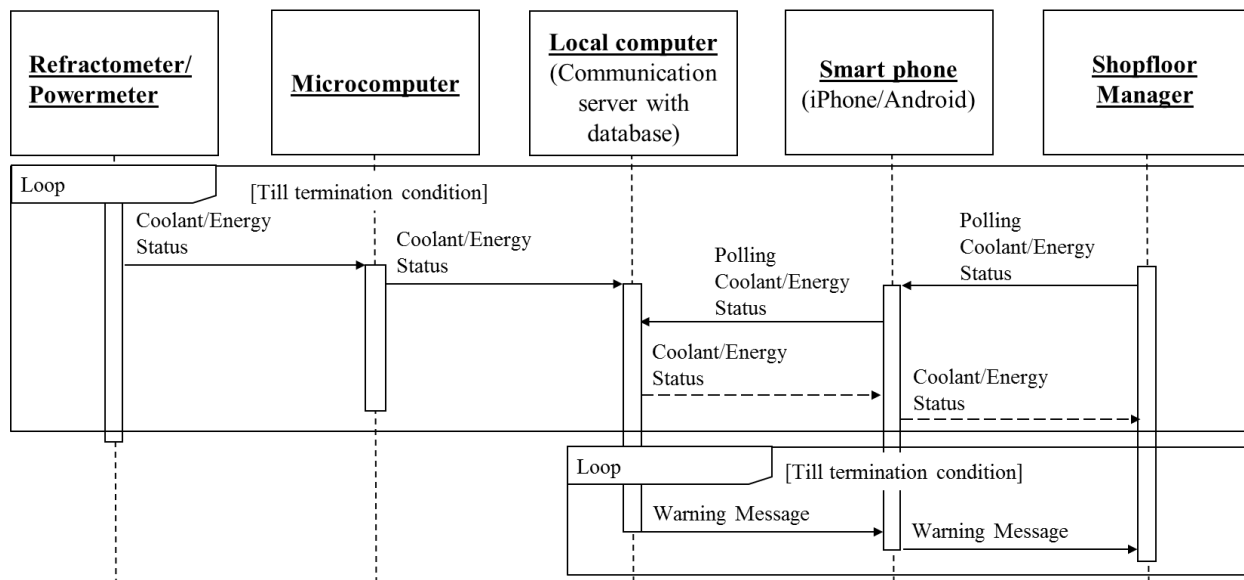 Refractometer/
Powermeter
Microcomputer
Local computer
(Communication
server with
database)
Smart phone
(iPhone/Android)
Shopfloor
Manager
Loop
[Till termination condition]
Coolant/Energy
Status
Coolant/Energy
Status
Polling
Coolant/Energy
Status
Polling
Coolant/Energy
Status
Coolant/Energy
Status
Coolant/Energy
Status
Loop
[Till termination condition]
Warning Message
Warning Message